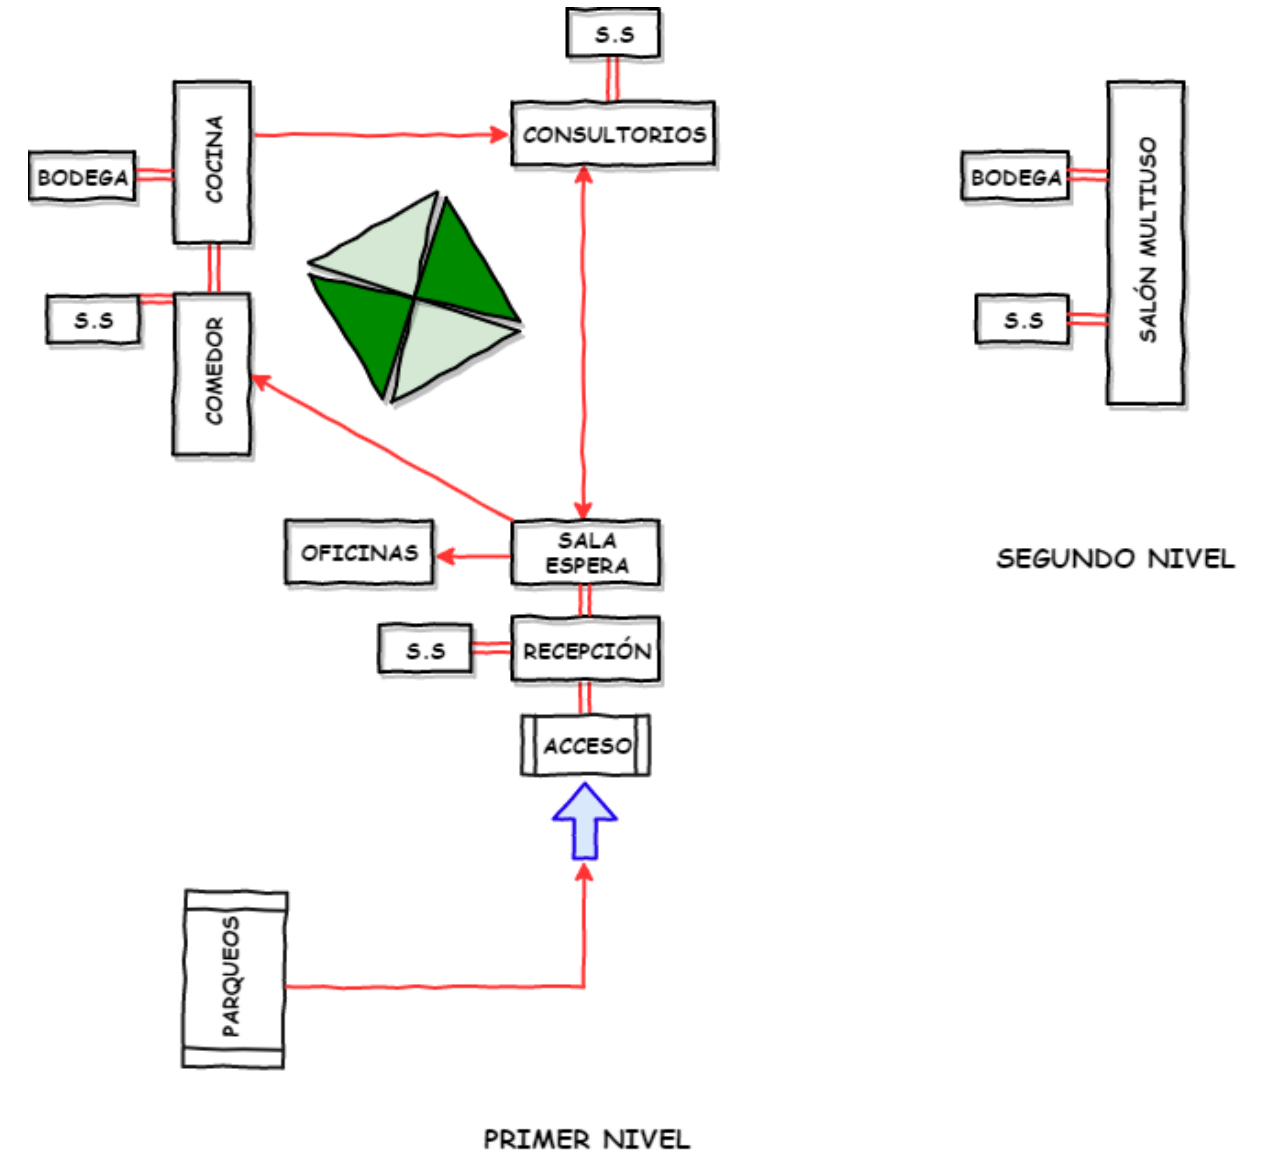 S.S
CONSULTORIOS
COCINA
BODEGA
S.S
COMEDOR
OFICINAS
SALA
ESPERA
S.S
RECEPCIÓN
ACCESO
PARQUEOS
PRIMER NIVEL
BODEGA
S.S
SALÓN MULTIUSO
SEGUNDO NIVEL